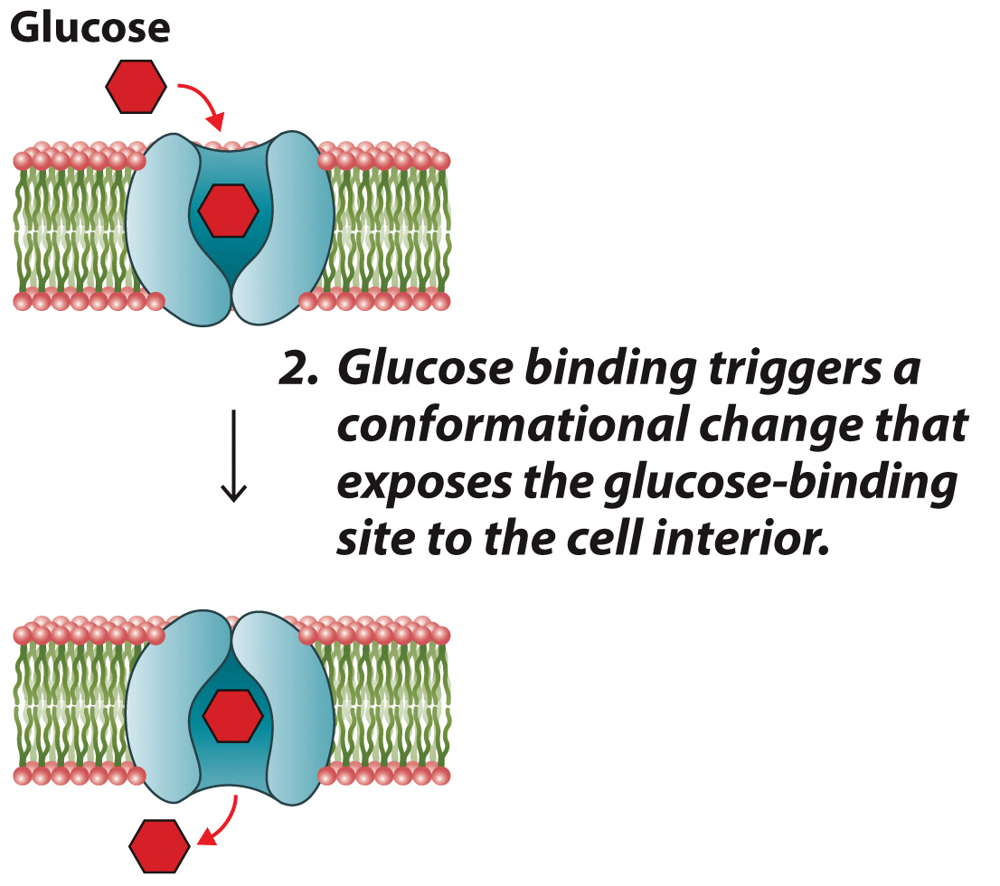 Glucose
2. Glucose binding triggers a
conformational change that
exposes the glucose-binding
site to the cell interior.